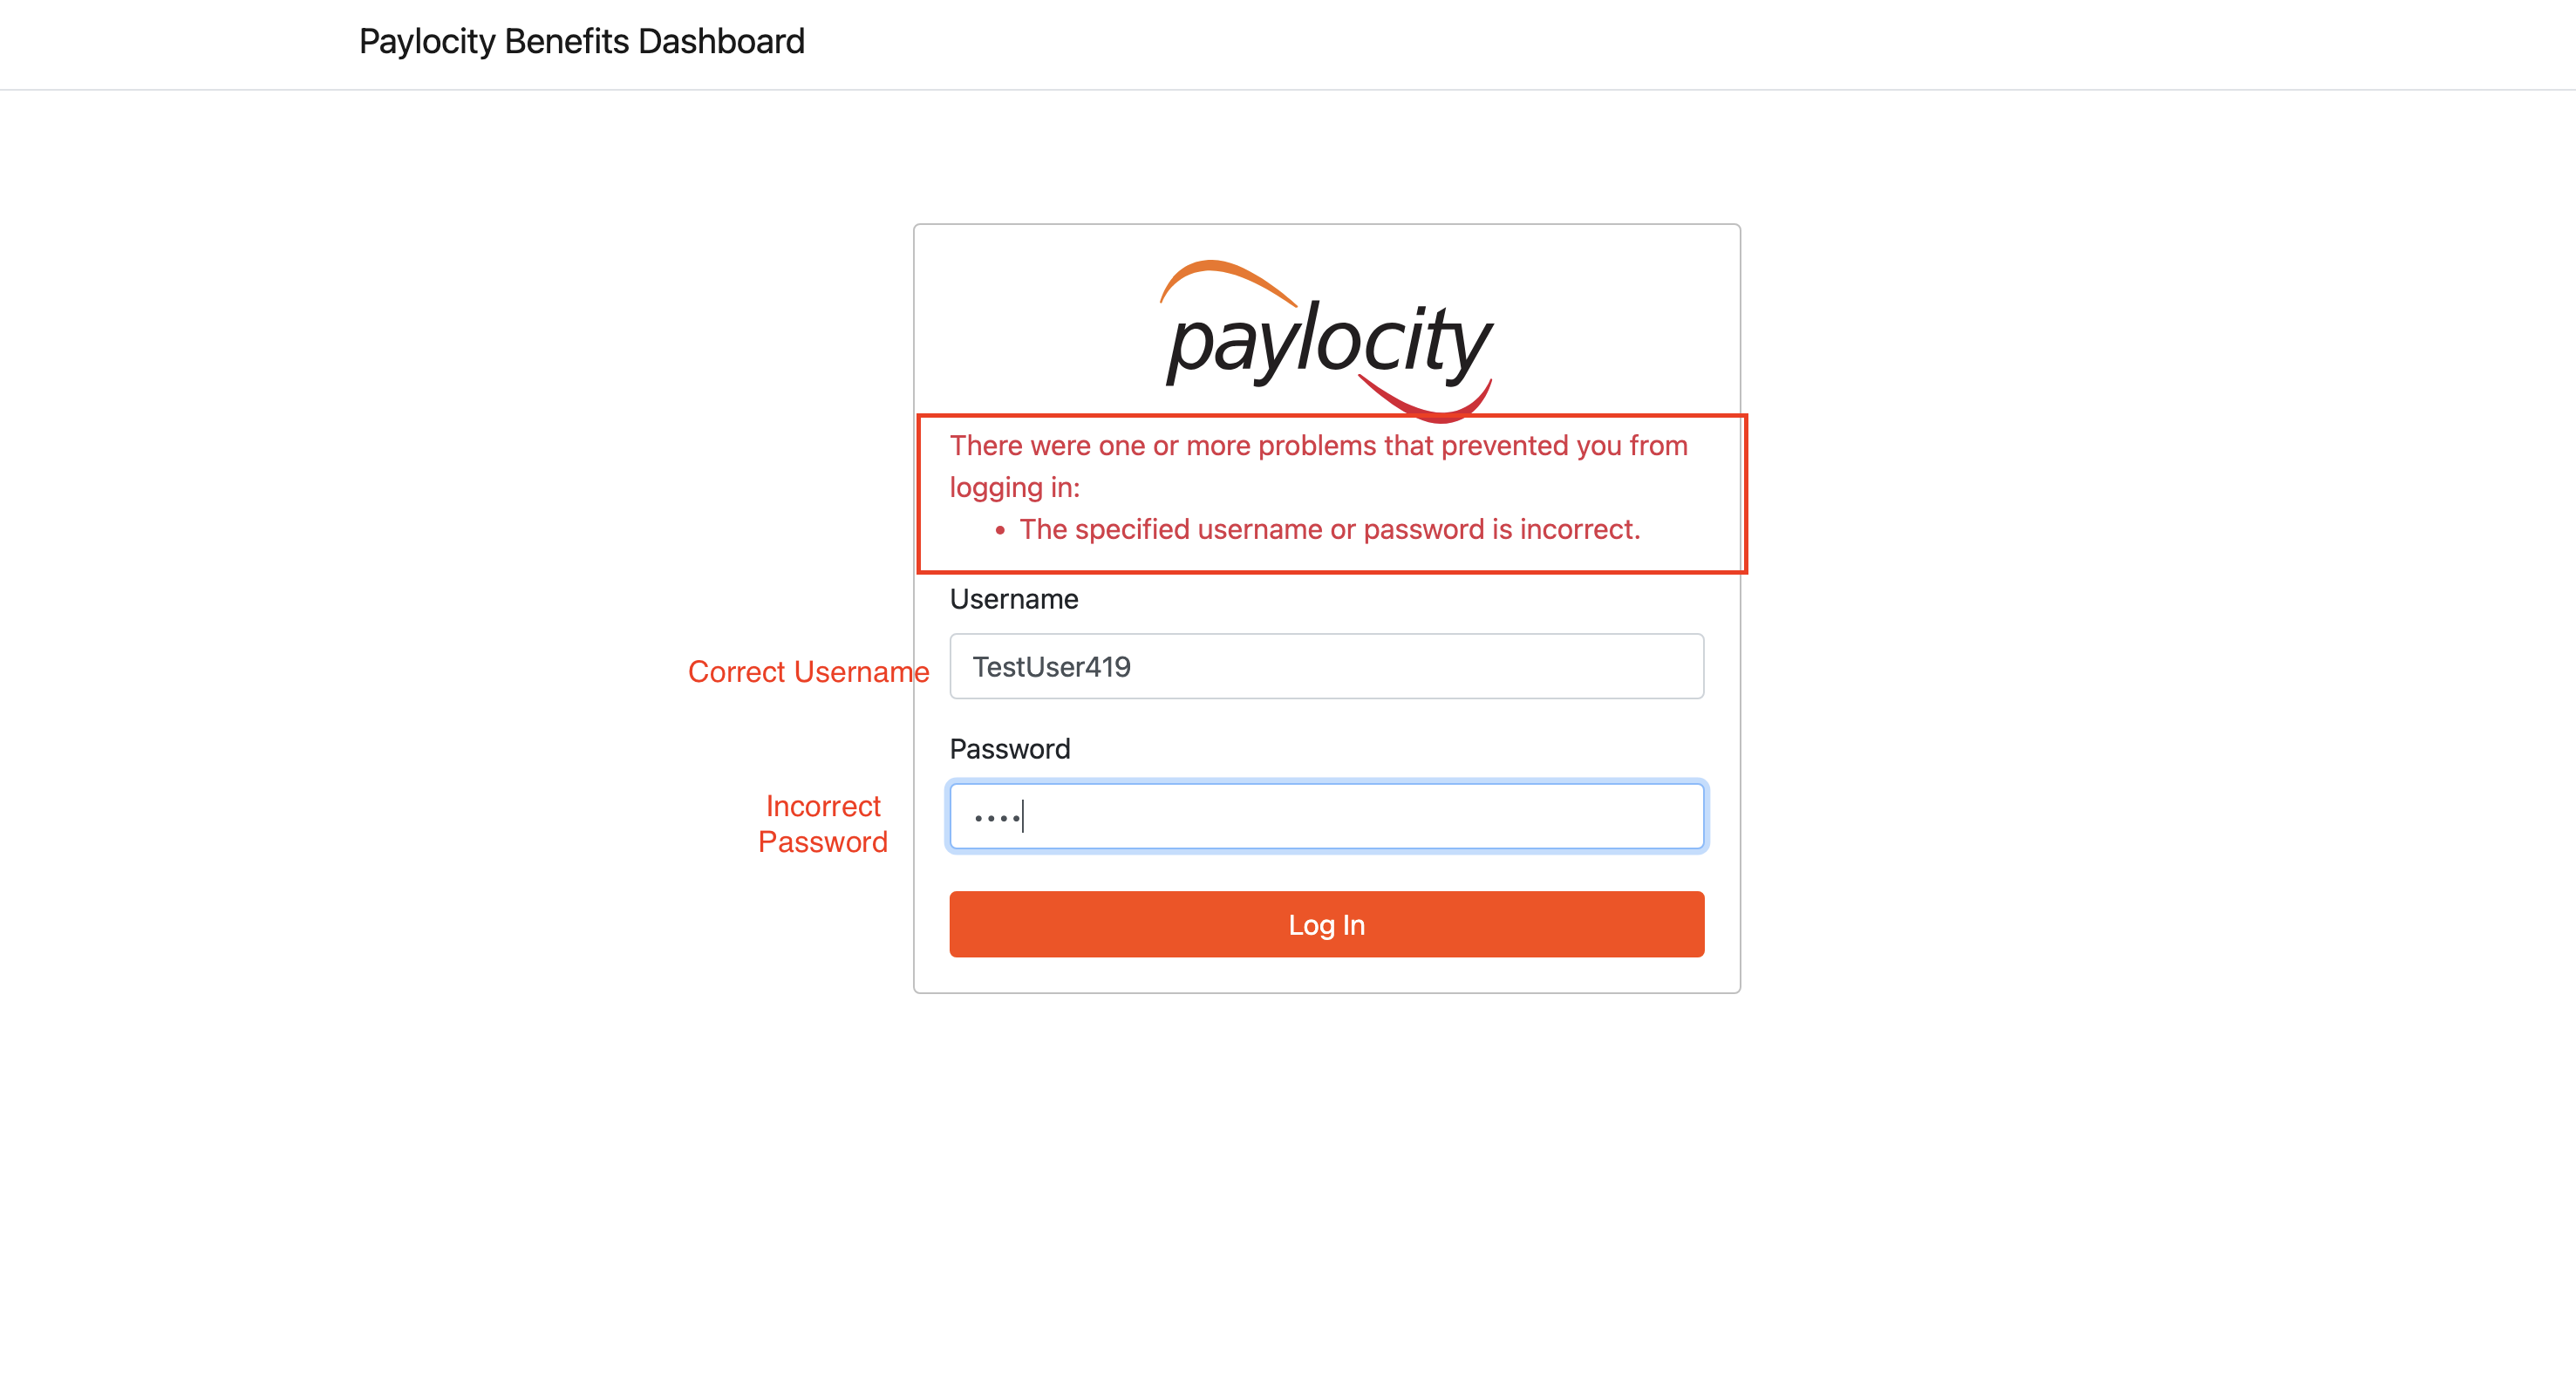 Paylocity Benefits Dashboard
paylocity
There were one or more problems that prevented you from
logging in:
• The specified username or password is incorrect.
Username
Correct Username
TestUser419
Password
Incorrect
Password
••••
Log In